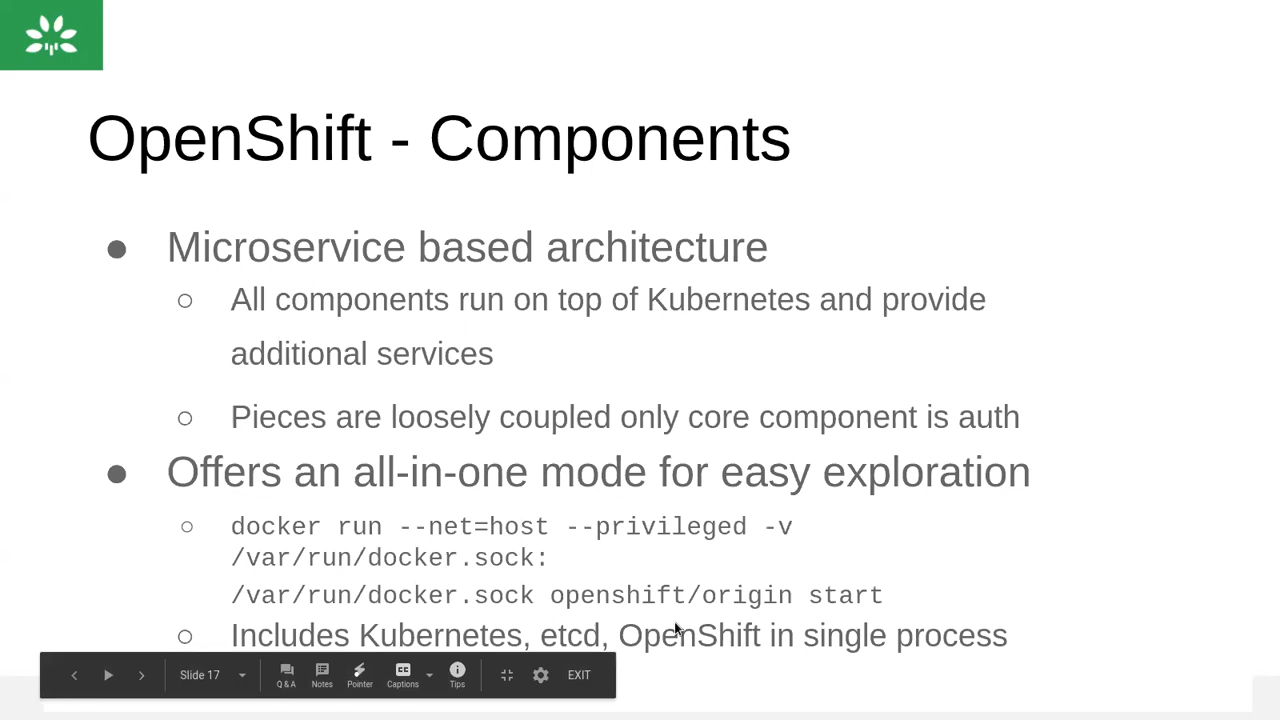 OpenShift - Components
● Microservice based architecture
○ All components run on top of Kubernetes and provide
additional services
○ Pieces are loosely coupled only core component is auth
● Offers an all-in-one mode for easy exploration
○ docker run --net=host --privileged -v
/var/run/docker.sock:
/var/run/docker.sock openshift/origin start
○ Includes Kubernetes, etcd, OpenShift in single process
Slide 17
Q & A
Notes
Pointer
CC
Captions
Tips
EXIT